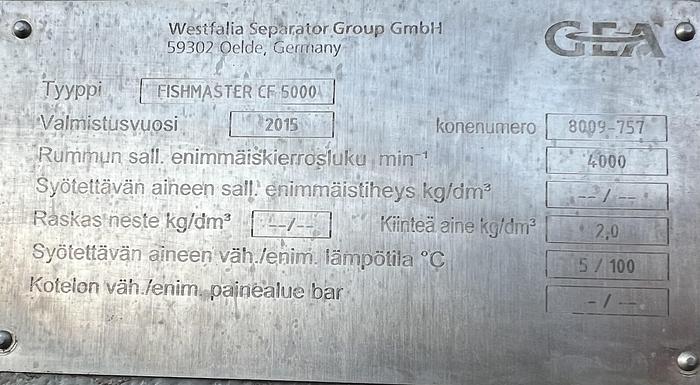 Westfalia Separator Group GmbH
59302 Oelde, Germany
GEA
Tyyppi FISHMASTER CF 5000
Valmistusvuosi 2015 konenumero 8009-757
Rummun sall. enimmäiskierrosluku min⁻¹ 4000
Syötettävän aineen sall. enimmäistiheys kg/dm³ --/--
Raskas neste kg/dm³ --/-- Kiinteä aine kg/dm³ 2,0
Syötettävän aineen väh./enim. lämpötila °C 5 / 100
Kotelon väh./enim. painealue bar -/--